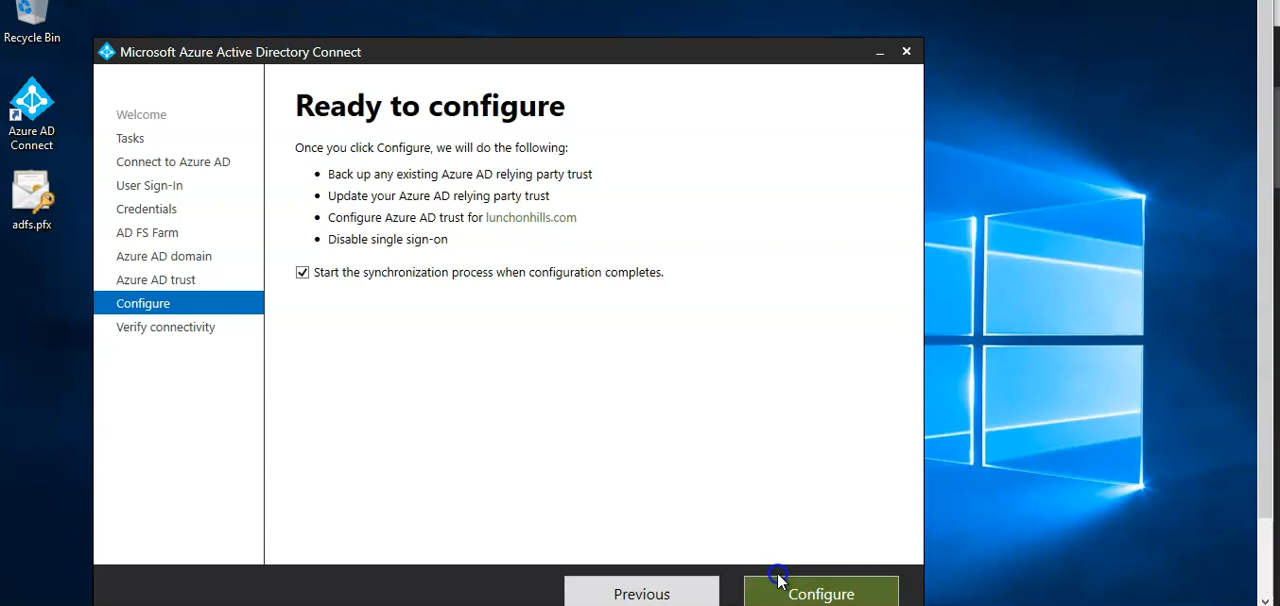 Recycle Bin
Azure AD
Connect
adfs.pfx
Microsoft Azure Active Directory Connect
Welcome
Tasks
Connect to Azure AD
User Sign-In
Credentials
AD FS Farm
Azure AD domain
Azure AD trust
Configure
Verify connectivity
Ready to configure
Once you click Configure, we will do the following:
• Back up any existing Azure AD relying party trust
• Update your Azure AD relying party trust
• Configure Azure AD trust for lunchonhills.com
• Disable single sign-on
Start the synchronization process when configuration completes.
Previous
Configure